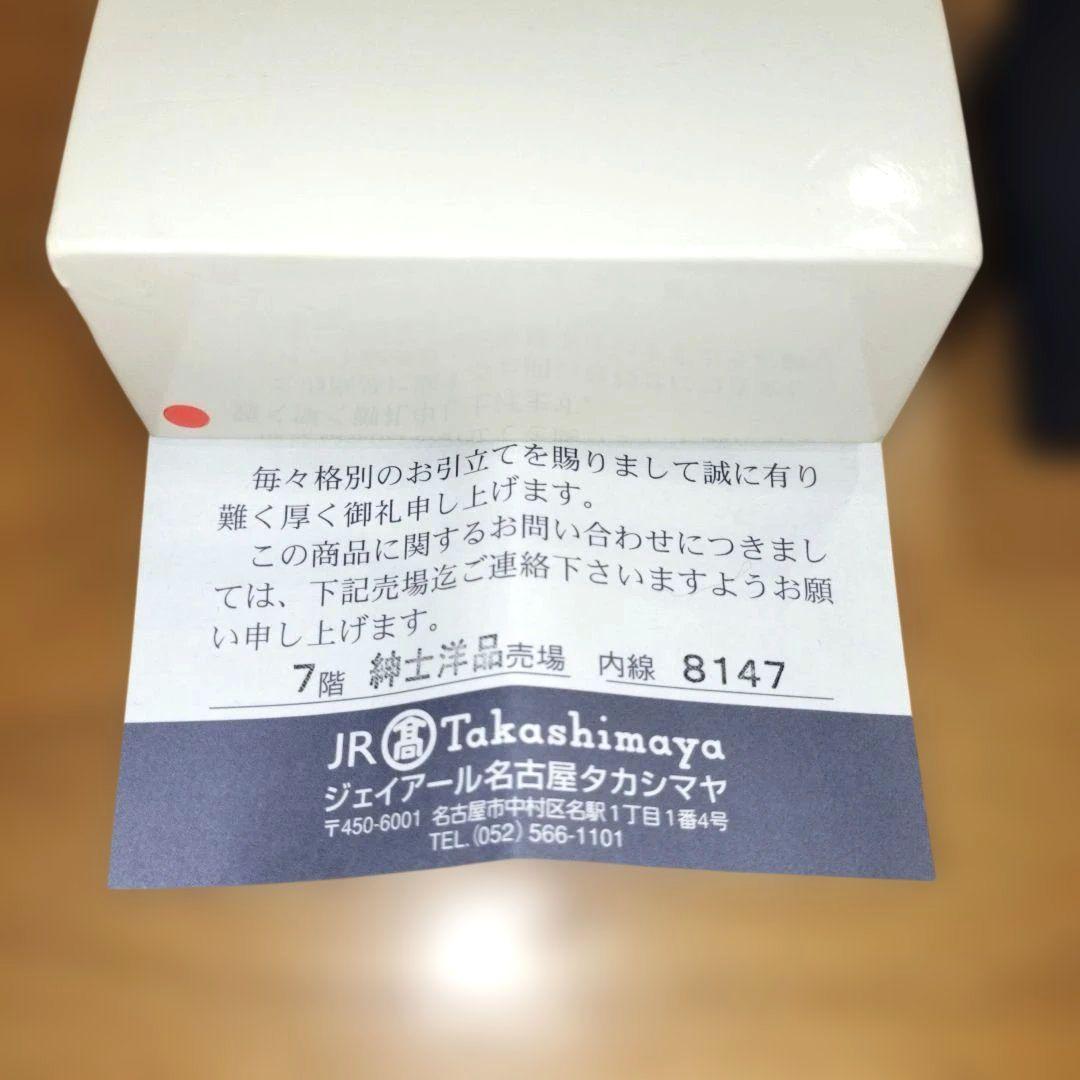 毎々格別のお引立てを賜りまして誠に有り
難く厚く御礼申し上げます。
この商品に関するお問い合わせにつきまし
ては、下記売場迄ご連絡下さいますようお願
い申し上げます。
7階 紳士洋品売場 内線 8147
JR 髙 Takashimaya
ジェイアール名古屋タカシマヤ
〒450-6001 名古屋市中村区名駅1丁目1番4号
TEL.(052) 566-1101